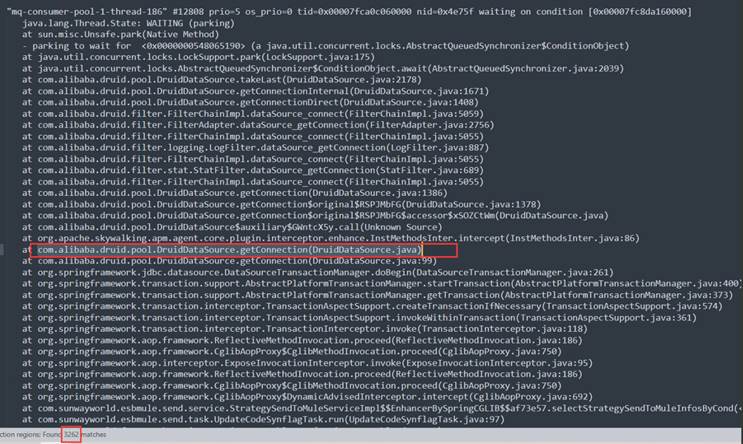 "mq-consumer-pool-1-thread-186" #12808 prio=5 os_prio=0 tid=0x00007fca0c060000 nid=0x4e75f waiting on condition [0x00007fc8da160000]
java.lang.Thread.State: WAITING (parking)
at sun.misc.Unsafe.park(Native Method)
- parking to wait for <0x0000000548065190> (a java.util.concurrent.locks.AbstractQueuedSynchronizer$ConditionObject)
at java.util.concurrent.locks.LockSupport.park(LockSupport.java:175)
at java.util.concurrent.locks.AbstractQueuedSynchronizer$ConditionObject.await(AbstractQueuedSynchronizer.java:2039)
at com.alibaba.druid.pool.DruidDataSource.takeLast(DruidDataSource.java:2178)
at com.alibaba.druid.pool.DruidDataSource.getConnectionInternal(DruidDataSource.java:1671)
at com.alibaba.druid.pool.DruidDataSource.getConnectionDirect(DruidDataSource.java:1408)
at com.alibaba.druid.filter.FilterChainImpl.dataSource_connect(FilterChainImpl.java:5059)
at com.alibaba.druid.filter.FilterAdapter.dataSource_getConnection(FilterAdapter.java:2756)
at com.alibaba.druid.filter.FilterChainImpl.dataSource_connect(FilterChainImpl.java:5055)
at com.alibaba.druid.filter.logging.LogFilter.dataSource_getConnection(LogFilter.java:887)
at com.alibaba.druid.filter.FilterChainImpl.dataSource_connect(FilterChainImpl.java:5055)
at com.alibaba.druid.filter.stat.StatFilter.dataSource_getConnection(StatFilter.java:689)
at com.alibaba.druid.filter.FilterChainImpl.dataSource_connect(FilterChainImpl.java:5055)
at com.alibaba.druid.pool.DruidDataSource.getConnection(DruidDataSource.java:1386)
at com.alibaba.druid.pool.DruidDataSource.getConnection$original$RSPJMbFG(DruidDataSource.java:1378)
at com.alibaba.druid.pool.DruidDataSource.getConnection$original$RSPJMbFG$accessor$xSOZCtWm(DruidDataSource.java)
at com.alibaba.druid.pool.DruidDataSource$auxiliary$GWntcX5y.call(Unknown Source)
at org.apache.skywalking.apm.agent.core.plugin.interceptor.enhance.InstMethodsInter.intercept(InstMethodsInter.java:86)
at com.alibaba.druid.pool.DruidDataSource.getConnection(DruidDataSource.java)
at com.alibaba.druid.pool.DruidDataSource.getConnection(DruidDataSource.java:99)
at org.springframework.jdbc.datasource.DataSourceTransactionManager.doBegin(DataSourceTransactionManager.java:261)
at org.springframework.transaction.support.AbstractPlatformTransactionManager.startTransaction(AbstractPlatformTransactionManager.java:400)
at org.springframework.transaction.support.AbstractPlatformTransactionManager.getTransaction(AbstractPlatformTransactionManager.java:373)
at org.springframework.transaction.interceptor.TransactionAspectSupport.createTransactionIfNecessary(TransactionAspectSupport.java:574)
at org.springframework.transaction.interceptor.TransactionAspectSupport.invokeWithinTransaction(TransactionAspectSupport.java:361)
at org.springframework.transaction.interceptor.TransactionInterceptor.invoke(TransactionInterceptor.java:118)
at org.springframework.aop.framework.ReflectiveMethodInvocation.proceed(ReflectiveMethodInvocation.java:186)
at org.springframework.aop.framework.CglibAopProxy$CglibMethodInvocation.proceed(CglibAopProxy.java:750)
at org.springframework.aop.interceptor.ExposeInvocationInterceptor.invoke(ExposeInvocationInterceptor.java:95)
at org.springframework.aop.framework.ReflectiveMethodInvocation.proceed(ReflectiveMethodInvocation.java:186)
at org.springframework.aop.framework.CglibAopProxy$CglibMethodInvocation.proceed(CglibAopProxy.java:750)
at org.springframework.aop.framework.CglibAopProxy$DynamicAdvisedInterceptor.intercept(CglibAopProxy.java:692)
at com.sunwayworld.esbmule.send.service.StrategySendToMuleServiceImpl$$EnhancerBySpringCGLIB$$af73e57.selectStrategySendToMuleInfosByCond(<
at com.sunwayworld.esbmule.send.task.UpdateCodeSynflagTask.run(UpdateCodeSynflagTask.java:97)
ction regions: Found 3262 matches